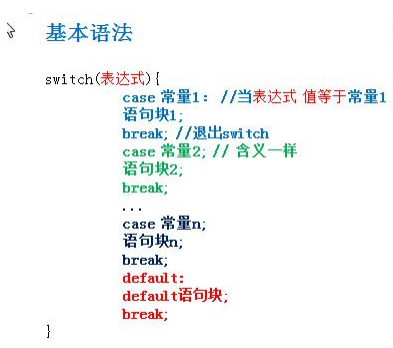 基本语法
switch(表达式){
case 常量1: //当表达式 值等于常量1
语句块1;
break; //退出switch
case 常量2; // 含义一样
语句块2;
break;
...
case 常量n;
语句块n;
break;
default:
default语句块;
break;
}